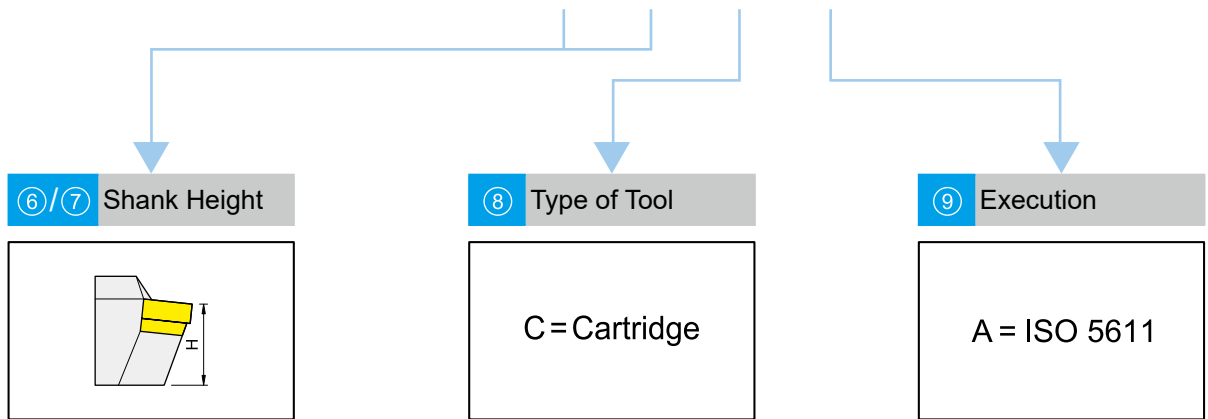 ⑥/⑦ Shank Height
⑧ Type of Tool
⑨ Execution
H
C = Cartridge
A = ISO 5611